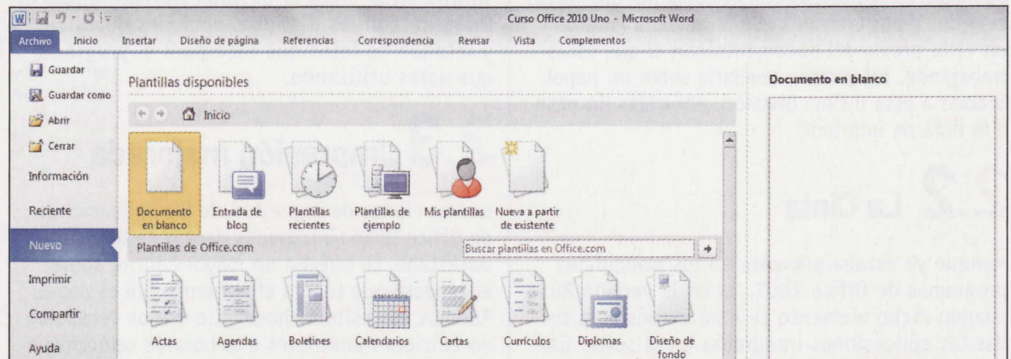 Curso Office 2010 Uno - Microsoft Word
Archivo Inicio Insertar Diseño de página Referencias Correspondencia Revisar Vista Complementos
Guardar
Guardar como
Abrir
Cerrar
Información
Reciente
Nuevo
Imprimir
Compartir
Ayuda
Plantillas disponibles
Inicio
Documento en blanco
Entrada de blog
Plantillas recientes
Plantillas de ejemplo
Mis plantillas
Nueva a partir de existente
Plantillas de Office.com
Buscar plantillas en Office.com
Actas
Agendas
Boletines
Calendarios
Cartas
Currículos
Diplomas
Diseño de fondo
Documento en blanco